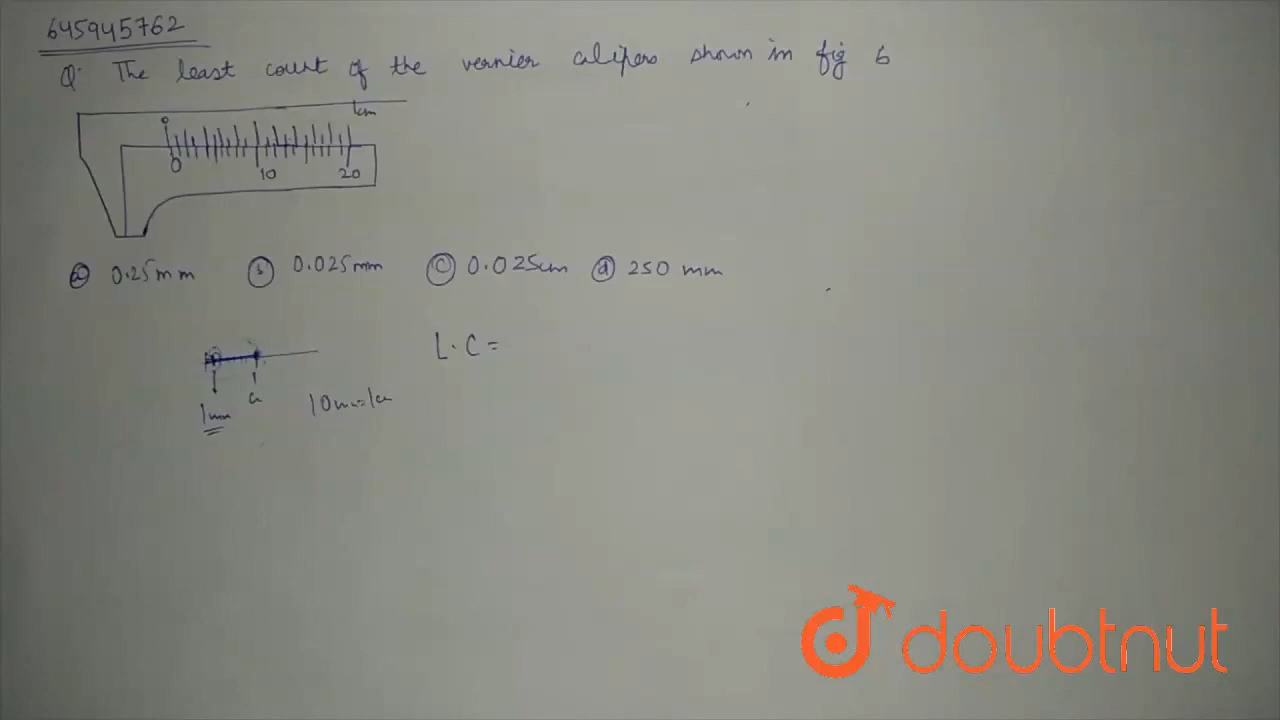 645945762
Q. The least count of the vernier calipers shown in fig 6
0
1cm
0 10 20
(a) 0.25mm (b) 0.025mm (c) 0.025cm (d) 250 mm
L.C =
1mm
10mm=1cm
doubtnut